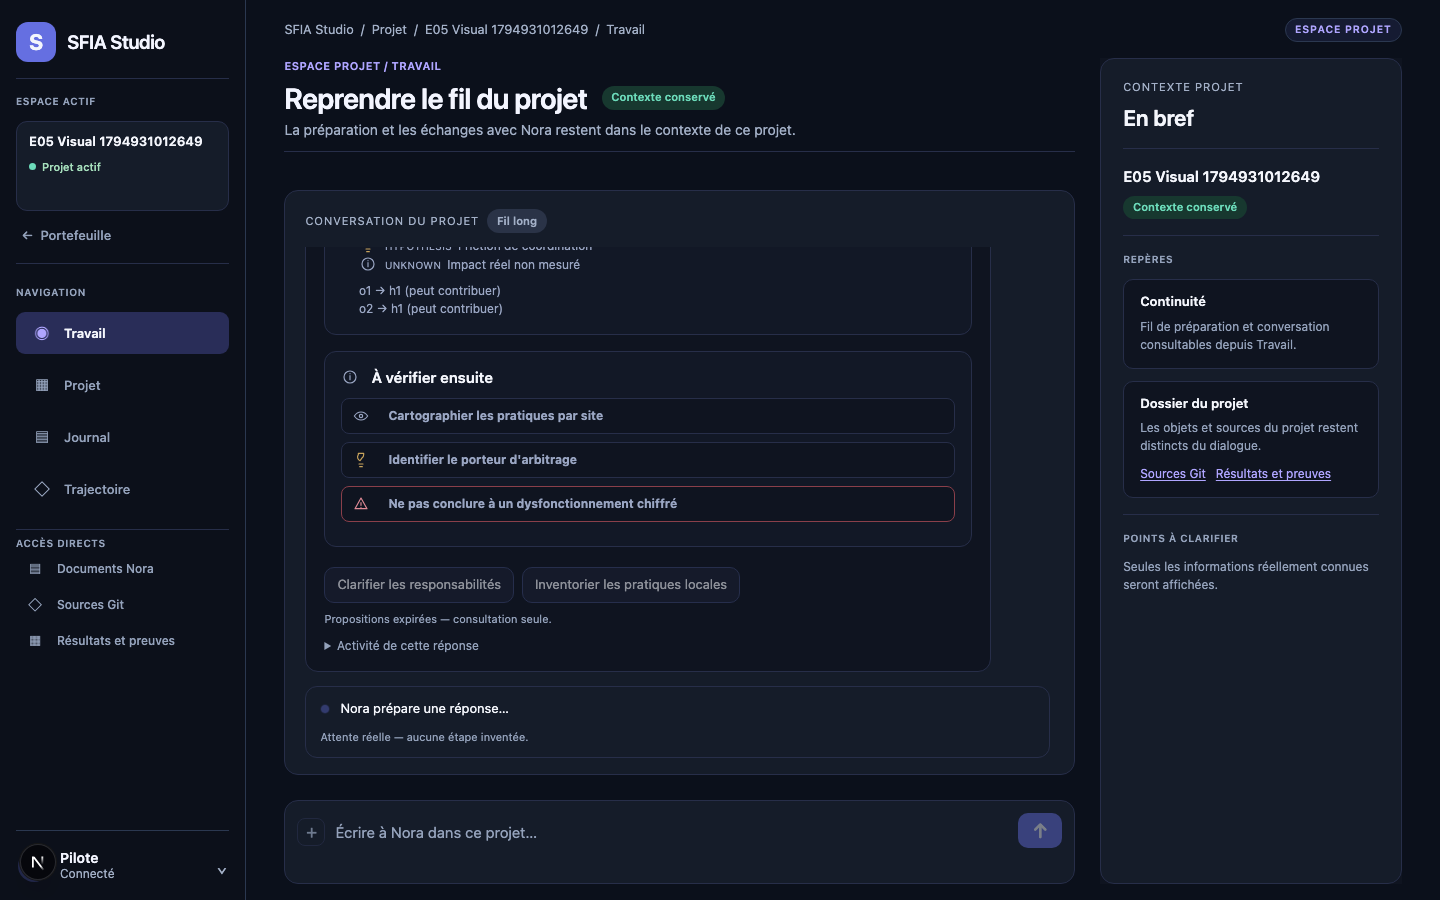 S
SFIA Studio
ESPACE ACTIF
E05 Visual 1794931012649
Projet actif
← Portefeuille
NAVIGATION
Travail
Projet
Journal
Trajectoire
ACCÈS DIRECTS
Documents Nora
Sources Git
Résultats et preuves
N
Pilote
Connecté
SFIA Studio / Projet / E05 Visual 1794931012649 / Travail
ESPACE PROJET
ESPACE PROJET / TRAVAIL
Reprendre le fil du projet
Contexte conservé
La préparation et les échanges avec Nora restent dans le contexte de ce projet.
CONVERSATION DU PROJET
Fil long
HYPOTHESIS Friction de coordination
UNKNOWN Impact réel non mesuré
o1 → h1 (peut contribuer)
o2 → h1 (peut contribuer)
À vérifier ensuite
Cartographier les pratiques par site
Identifier le porteur d'arbitrage
Ne pas conclure à un dysfonctionnement chiffré
Clarifier les responsabilités
Inventorier les pratiques locales
Propositions expirées — consultation seule.
Activité de cette réponse
Nora prépare une réponse...
Attente réelle — aucune étape inventée.
+
Écrire à Nora dans ce projet...
CONTEXTE PROJET
En bref
E05 Visual 1794931012649
Contexte conservé
REPÈRES
Continuité
Fil de préparation et conversation
consultables depuis Travail.
Dossier du projet
Les objets et sources du projet restent
distincts du dialogue.
Sources Git Résultats et preuves
POINTS À CLARIFIER
Seules les informations réellement connues
seront affichées.